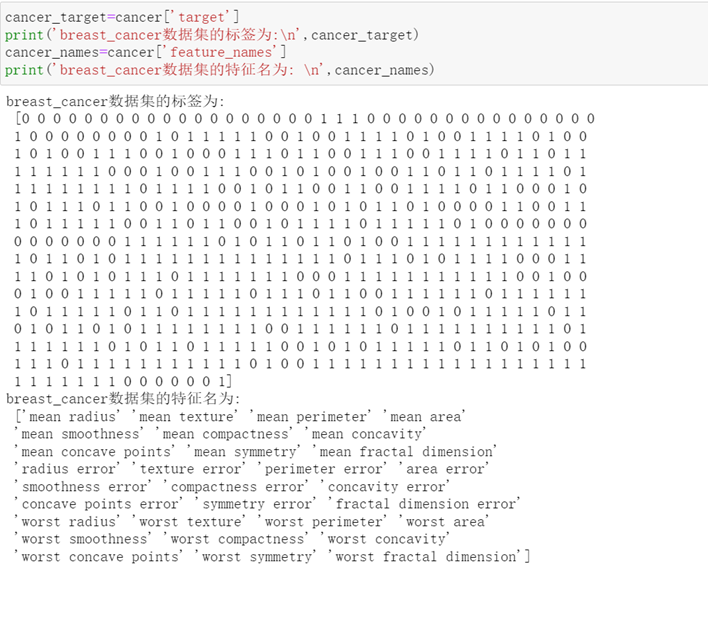 cancer_target=cancer['target']
print('breast_cancer数据集的标签为:\n',cancer_target)
cancer_names=cancer['feature_names']
print('breast_cancer数据集的特征名为: \n',cancer_names)
breast_cancer数据集的标签为:
[0 0 0 0 0 0 0 0 0 0 0 0 0 0 0 0 0 0 0 1 1 1 0 0 0 0 0 0 0 0 0 0 0 0 0 0 0
1 0 0 0 0 0 0 0 0 1 0 1 1 1 1 1 0 0 1 0 0 1 1 1 1 0 1 0 0 1 1 1 1 0 1 0 0
1 0 1 0 0 1 1 1 0 0 1 0 0 0 1 1 1 0 1 1 0 0 1 1 1 0 0 1 1 1 1 0 1 1 0 1 1
1 1 1 1 1 1 0 0 0 1 0 0 1 1 1 0 0 1 0 1 0 0 1 0 0 1 1 0 1 1 0 1 1 1 1 0 1
1 1 1 1 1 1 1 1 0 1 1 1 1 0 0 1 0 1 1 0 0 1 1 0 0 1 1 1 1 0 1 1 0 0 0 1 0
1 0 1 1 1 0 1 1 0 0 1 0 0 0 0 1 0 0 0 1 0 1 0 1 1 0 1 0 0 0 0 1 1 0 0 1 1
1 0 1 1 1 1 1 0 0 1 1 0 1 1 0 0 1 0 1 1 1 1 0 1 1 1 1 1 0 1 0 0 0 0 0 0 0
0 0 0 0 0 0 0 1 1 1 1 1 1 0 1 0 1 1 0 1 1 0 1 0 0 1 1 1 1 1 1 1 1 1 1 1 1
1 0 1 1 0 1 0 1 1 1 1 1 1 1 1 1 1 1 1 1 1 0 1 1 1 0 1 0 1 1 1 1 0 0 0 1 1
1 1 0 1 0 1 0 1 1 1 0 1 1 1 1 1 1 1 0 0 0 1 1 1 1 1 1 1 1 1 1 1 0 0 1 0 0
0 1 0 0 1 1 1 1 1 0 1 1 1 1 1 0 1 1 1 0 1 1 0 0 1 1 1 1 1 1 0 1 1 1 1 1 1
1 0 1 1 1 1 1 0 1 1 0 1 1 1 1 1 1 1 1 1 1 1 1 0 1 0 0 1 0 1 1 1 1 1 0 1 1
0 1 0 1 1 0 1 0 1 1 1 1 1 1 1 1 0 0 1 1 1 1 1 1 0 1 1 1 1 1 1 1 1 1 1 0 1
1 1 1 1 1 1 0 1 0 1 1 0 1 1 1 1 1 0 0 1 0 1 0 1 1 1 1 1 0 1 1 0 1 0 1 0 0
1 1 1 0 1 1 1 1 1 1 1 1 1 1 1 0 1 0 0 1 1 1 1 1 1 1 1 1 1 1 1 1 1 1 1 1 1
1 1 1 1 1 1 1 0 0 0 0 0 0 1]
breast_cancer数据集的特征名为:
['mean radius' 'mean texture' 'mean perimeter' 'mean area'
'mean smoothness' 'mean compactness' 'mean concavity'
'mean concave points' 'mean symmetry' 'mean fractal dimension'
'radius error' 'texture error' 'perimeter error' 'area error'
'smoothness error' 'compactness error' 'concavity error'
'concave points error' 'symmetry error' 'fractal dimension error'
'worst radius' 'worst texture' 'worst perimeter' 'worst area'
'worst smoothness' 'worst compactness' 'worst concavity'
'worst concave points' 'worst symmetry' 'worst fractal dimension']